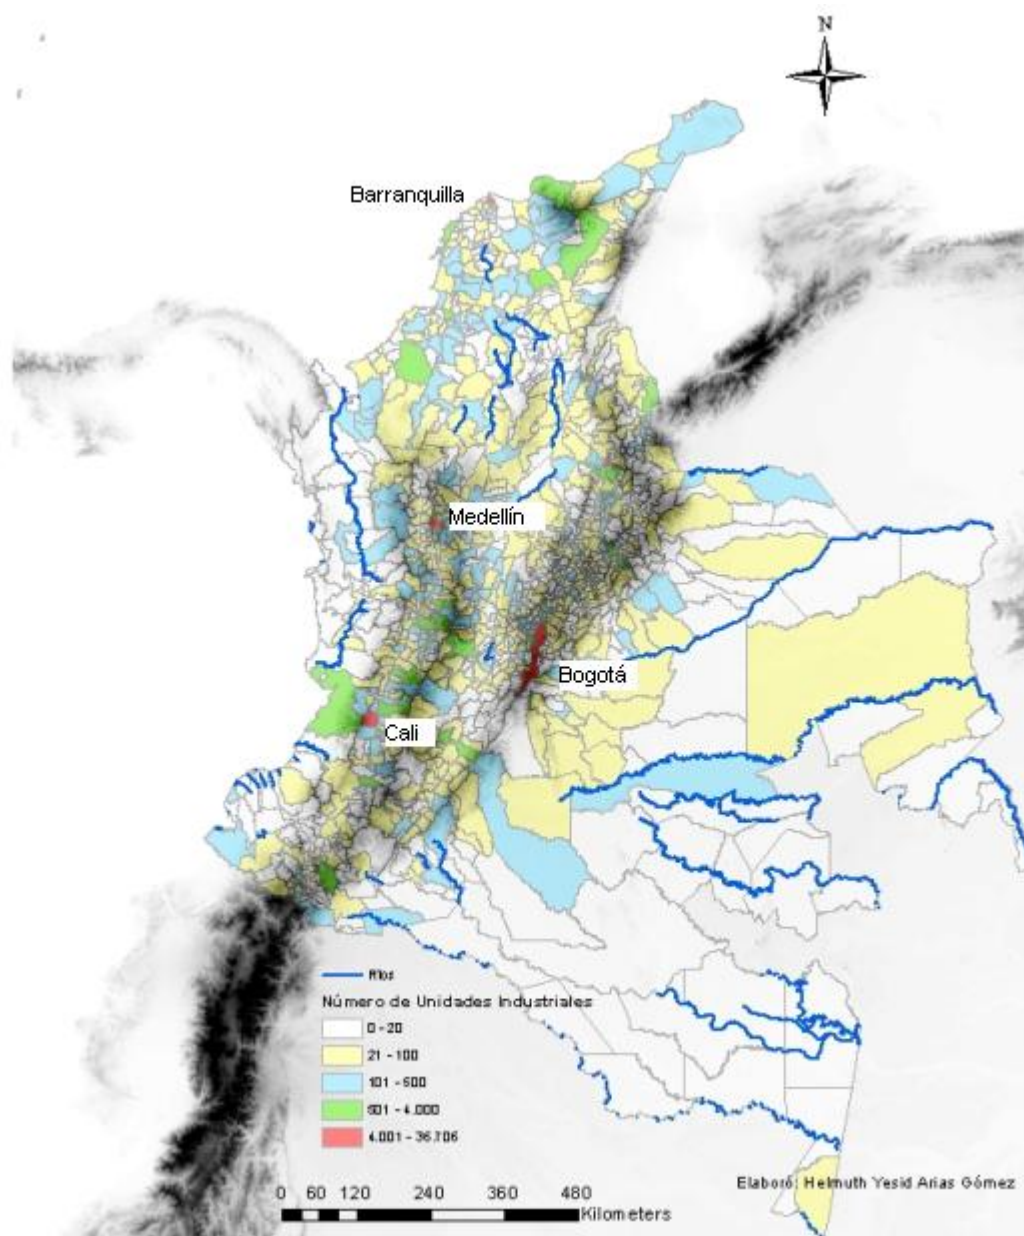 N
Barranquilla
Medellín
Bogotá
Cali
Ríos
Número de Unidades Industriales
0 - 20
21 - 100
101 - 500
501 - 4.000
4.001 - 36.706
Elaboró: Helmuth Yesid Arias Gómez
0 60 120 240 360 480
Kilometers